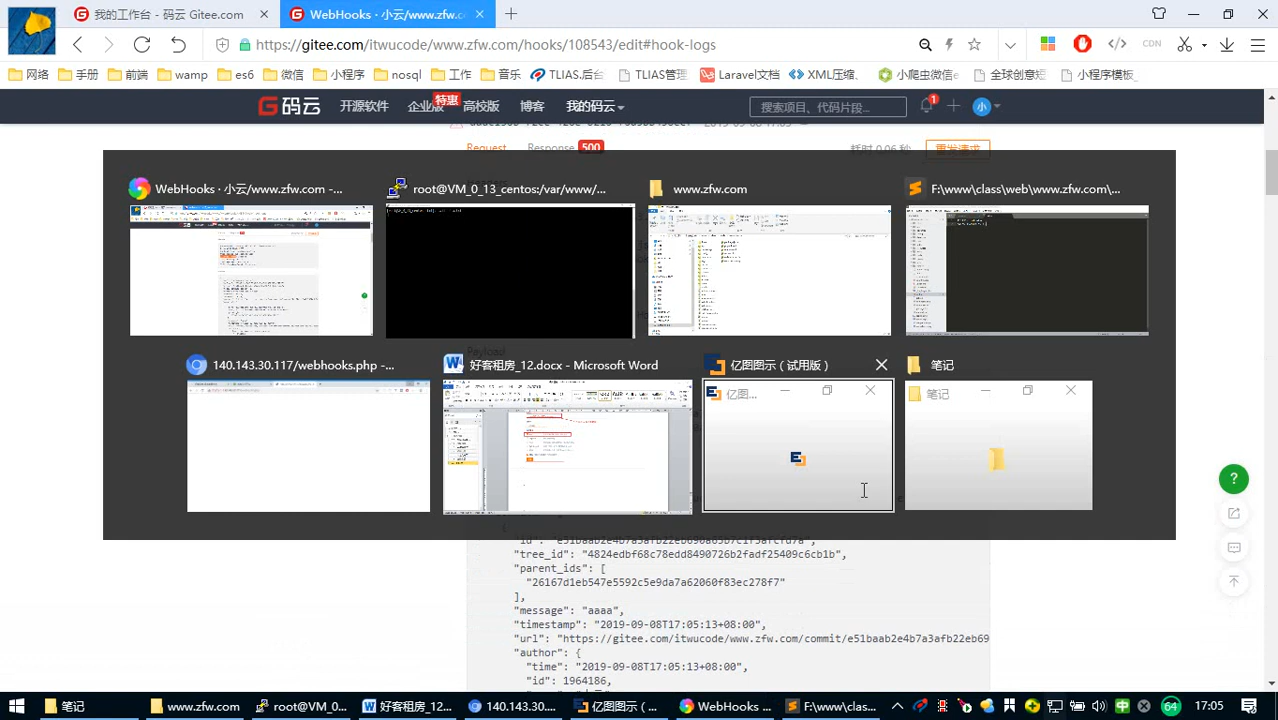 我的工作台 - 码云 Gitee.com
WebHooks · 小云/www.zfw.com
https://gitee.com/itwucode/www.zfw.com/hooks/108543/edit#hook-logs
CDN
网络 手册 前端 wamp es6 微信 小程序 nosql 工作 音乐 TLIAS.后台 TLIAS管理 Laravel文档 XML压缩、 小爬虫微信 全球创意短 小程序模板
G码云 开源软件 企业版 特惠 高校版 博客 我的码云 搜索项目、代码片段... 1 小
Request Response 500 耗时 0.06 秒 重发请求
WebHooks · 小云/www.zfw.com -...
root@VM_0_13_centos:/var/www/...
www.zfw.com
F:\www\class\web\www.zfw.com\...
140.143.30.117/webhooks.php -...
好客租房_12.docx - Microsoft Word
亿图图示（试用版）
笔记
亿图...
笔记
"tree_id": "4824edbf68c78edd8490726b2fadf25409c6cb1b",
"parent_ids": [
"26167d1eb547e5592c5e9da7a62060f83ec278f7"
],
"message": "aaaa",
"timestamp": "2019-09-08T17:05:13+08:00",
"url": "https://gitee.com/itwucode/www.zfw.com/commit/e51baab2e4b7a3afb22eb69
"author": {
"time": "2019-09-08T17:05:13+08:00",
"id": 1964186,
笔记 www.zfw.com root@VM_0... 好客租房_12... 140.143.30.... 亿图图示（... WebHooks ... F:\www\clas... 中 64 17:05